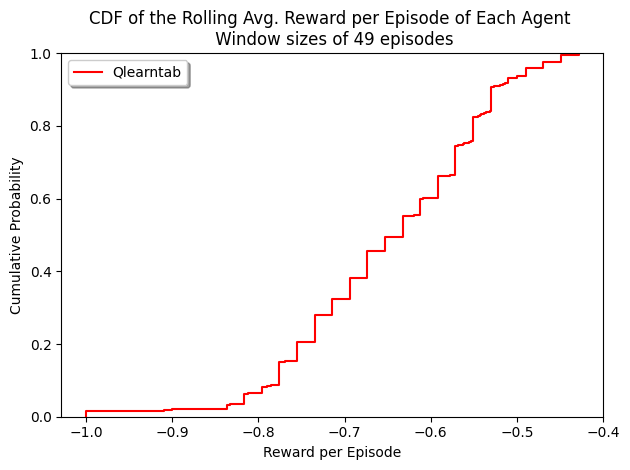 CDF of the Rolling Avg. Reward per Episode of Each Agent
Window sizes of 49 episodes
Qlearntab
1.0
0.8
0.6
0.4
0.2
0.0
Cumulative Probability
−1.0 −0.9 −0.8 −0.7 −0.6 −0.5 −0.4
Reward per Episode